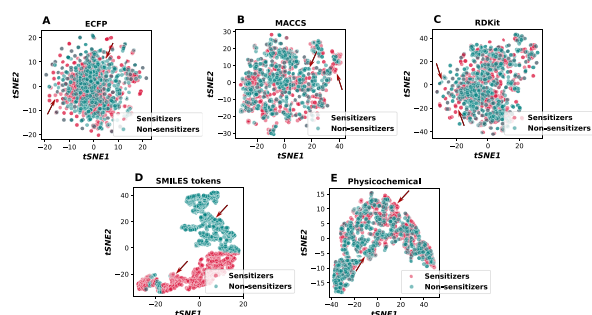 A
ECFP
20
10
0
−10
−20
tSNE2
−20
0
20
tSNE1
Sensitizers
Non-sensitizers
B
MACCS
30
20
10
0
−10
−20
−30
tSNE2
−20
0
20
40
tSNE1
Sensitizers
Non-sensitizers
C
RDKit
40
20
0
−20
−40
tSNE2
−20
0
20
tSNE1
Sensitizers
Non-sensitizers
D
SMILES tokens
40
20
0
−20
tSNE2
−20
0
20
tSNE1
Sensitizers
Non-sensitizers
E
Physicochemical
15
10
5
0
−5
−10
−15
tSNE2
−40
−20
0
20
40
tSNE1
Sensitizers
Non-sensitizers